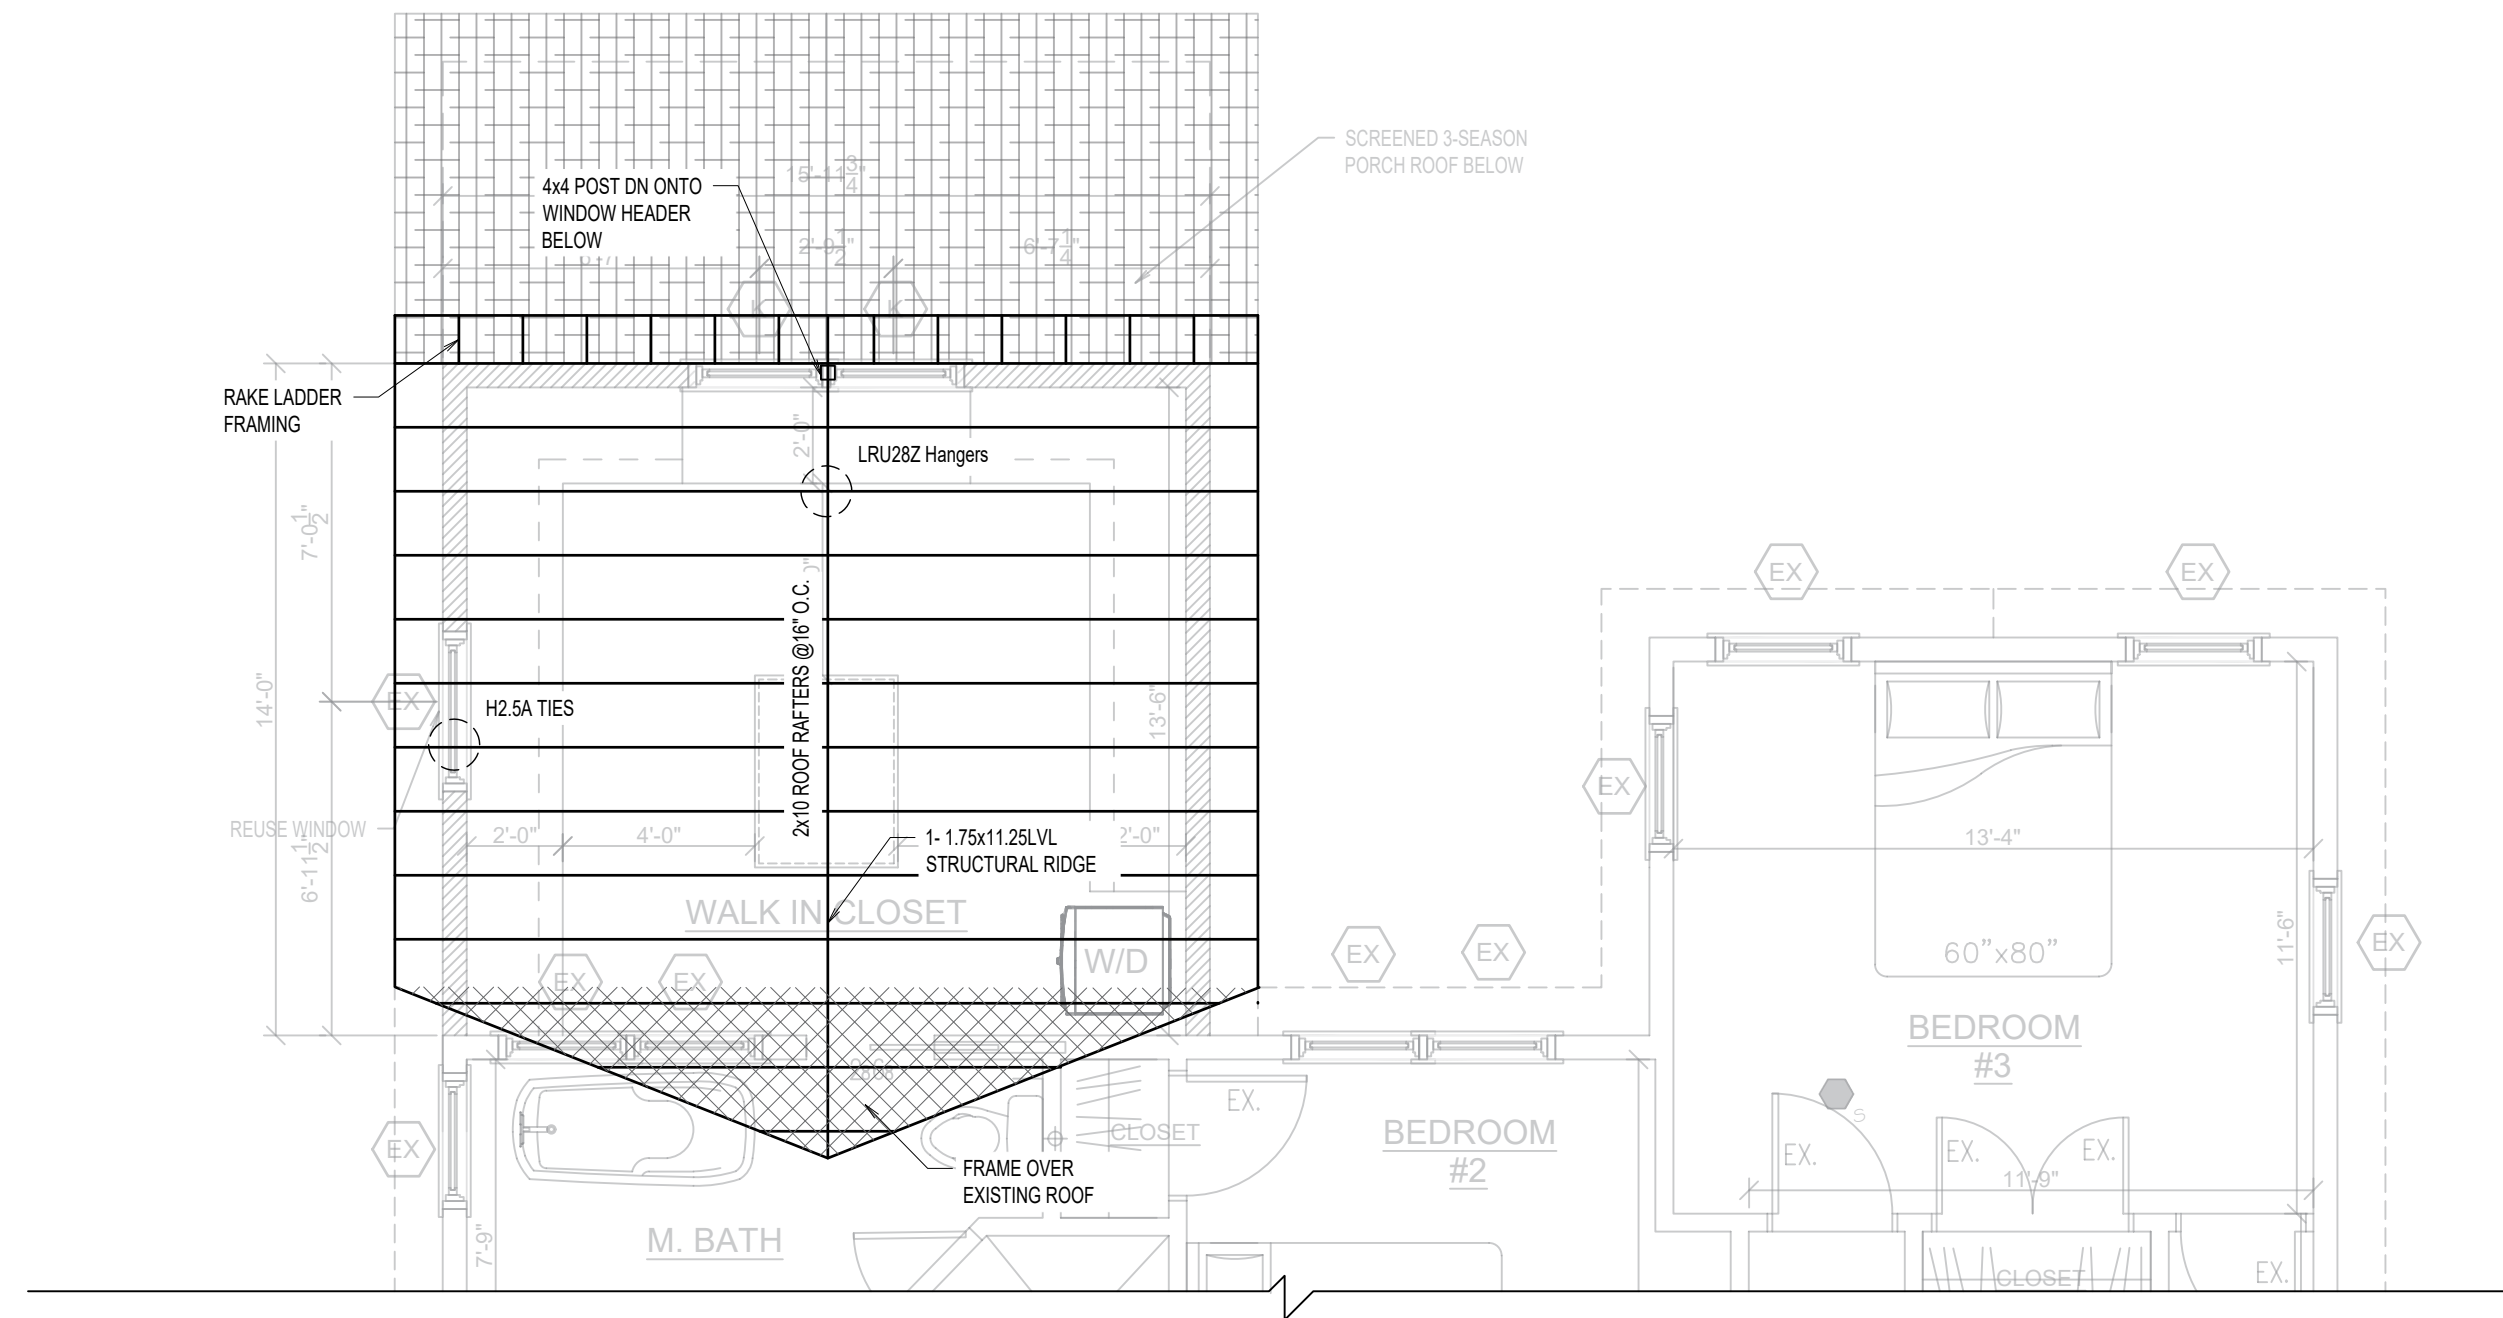 SCREENED 3-SEASON
PORCH ROOF BELOW
15'-11 3/4"
4x4 POST DN ONTO
WINDOW HEADER
BELOW
2'-9 1/2"
6'-7 1/4"
K
K
RAKE LADDER
FRAMING
2'-0"
LRU28Z Hangers
7'-0 1/2"
EX
EX
2x10 ROOF RAFTERS @16" O.C.
14'-0"
EX
H2.5A TIES
13'-6"
EX
REUSE WINDOW
6'-11 1/2"
2'-0"
4'-0"
1- 1.75x11.25LVL
STRUCTURAL RIDGE
2'-0"
13'-4"
WALK IN CLOSET
W/D
EX
EX
EX
EX
60"x80"
11'-6"
EX
BEDROOM
#3
2868
EX.
S
CLOSET
BEDROOM
#2
EX
EX.
EX.
EX.
FRAME OVER
EXISTING ROOF
11'-9"
M. BATH
7'-9"
CLOSET
EX.